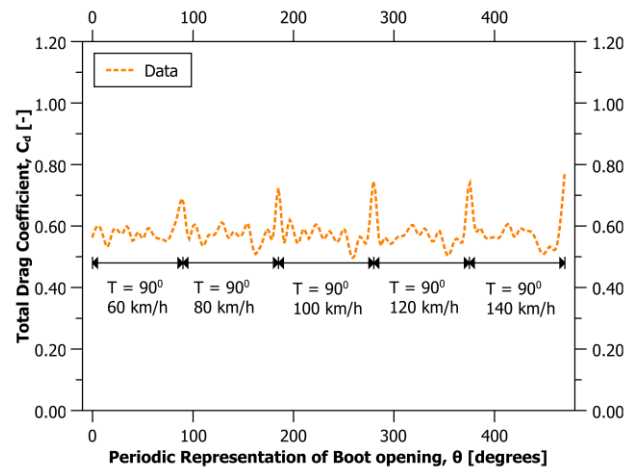 0 100 200 300 400
1.20 1.20
1.00 1.00
0.80 0.80
0.60 0.60
0.40 0.40
0.20 0.20
0.00 0.00
Data
Total Drag Coefficient, C_d [-]
T = 90⁰
60 km/h
T = 90⁰
80 km/h
T = 90⁰
100 km/h
T = 90⁰
120 km/h
T = 90⁰
140 km/h
0 100 200 300 400
Periodic Representation of Boot opening, θ [degrees]